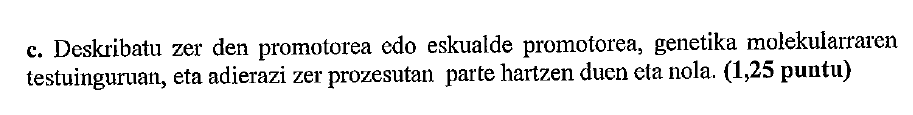 c. Deskribatu zer den promotorea edo eskualde promotorea, genetika molekularraren
testuinguruan, eta adierazi zer prozesutan parte hartzen duen eta nola. (1,25 puntu)